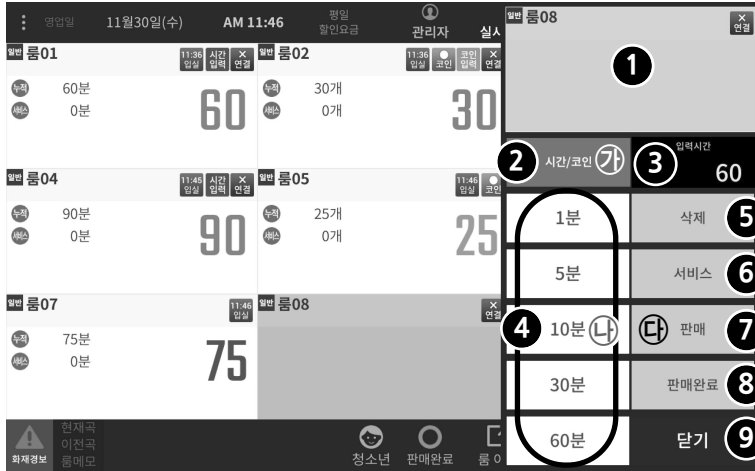 영업일 11월30일(수) AM 11:46 평일 할인요금 관리자
일반 룸01 11:36 입실 시간 입력 × 연결
누적 60분
서비스 0분
60
일반 룸02 11:36 입실 코인 코인 입력 × 연결
누적 30개
서비스 0개
30
일반 룸04 11:45 입실 시간 입력 × 연결
누적 90분
서비스 0분
90
일반 룸05 11:46 입실 코인
누적 25개
서비스 0개
25
일반 룸07 11:46 입실
누적 75분
서비스 0분
75
일반 룸08 × 연결
화재경보
현재곡
이전곡
룸메모
청소년 판매완료 룸 이
일반 룸08 × 연결
1
2 시간/코인 가
3 입력시간
60
1분 삭제 5
5분 서비스 6
4 10분 나 다 판매 7
30분 판매완료 8
60분 닫기 9